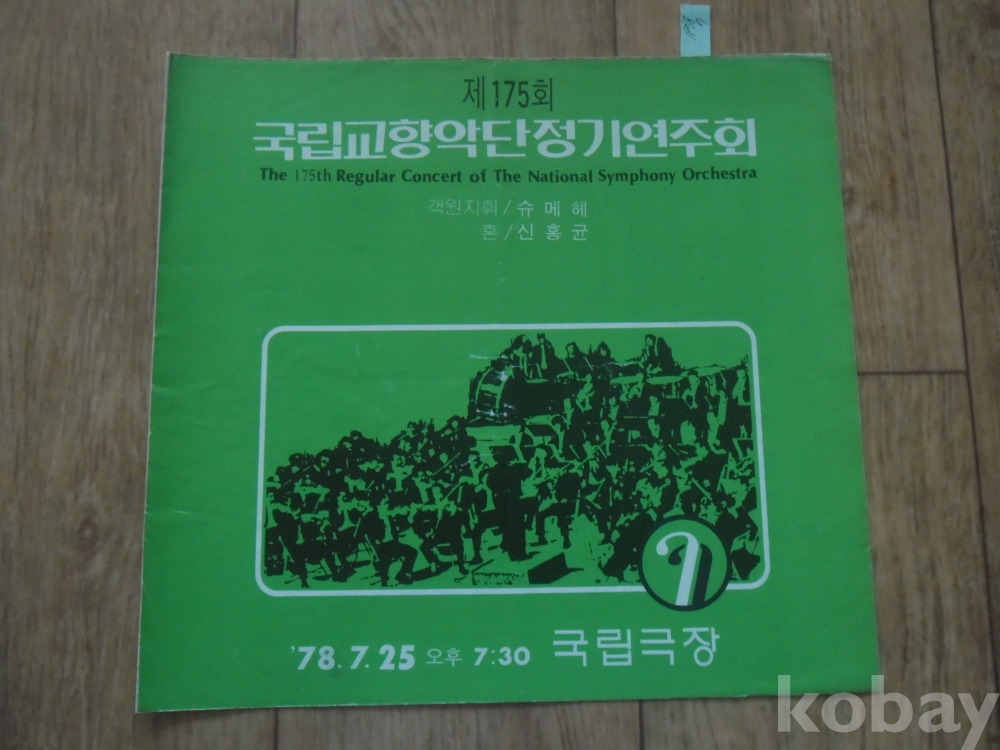 제175회
국립교향악단정기연주회
The 175th Regular Concert of The National Symphony Orchestra
객원지휘/슈메헤
혼/신홍균
'78.7.25 오후 7:30 국립극장
kobay